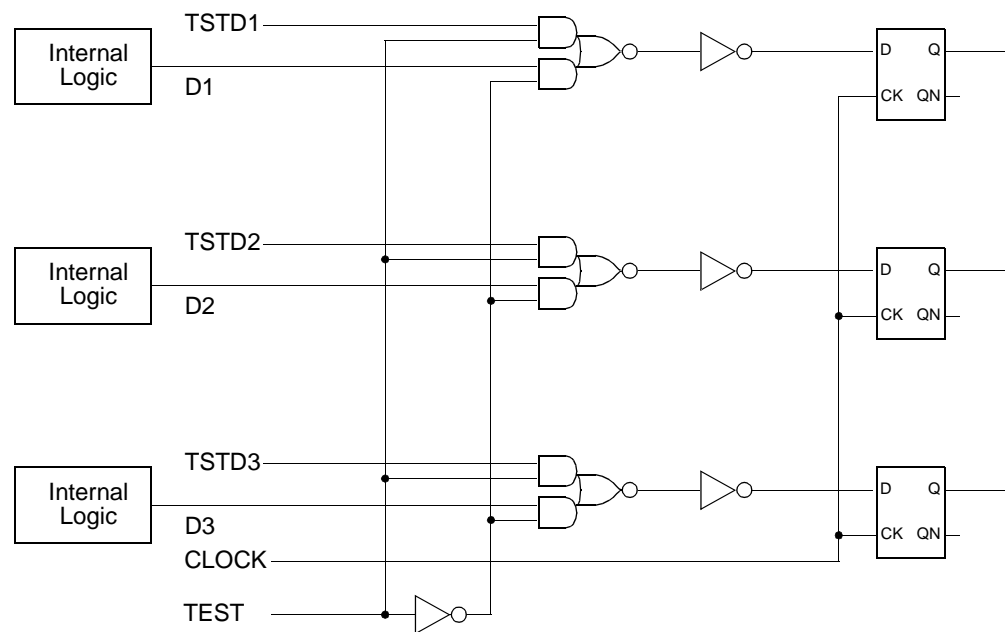 TSTD1
Internal
Logic
D1
D Q
CK QN
TSTD2
Internal
Logic
D2
D Q
CK QN
TSTD3
Internal
Logic
D3
D Q
CK QN
CLOCK
TEST